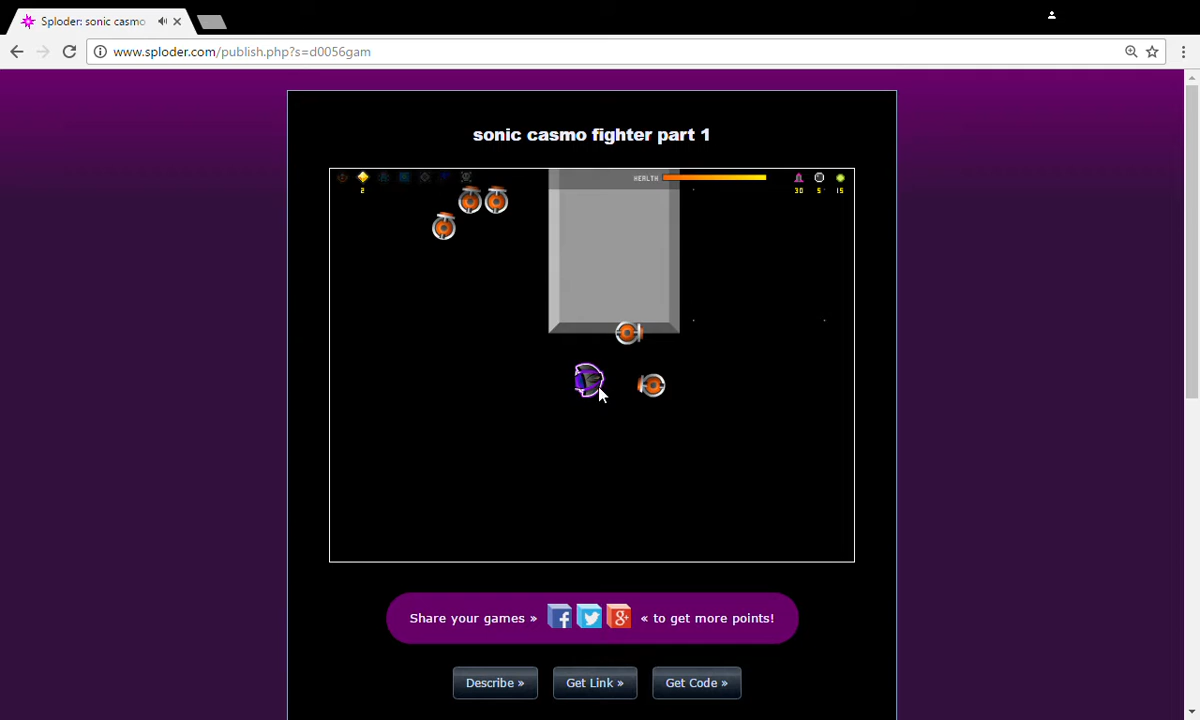 Sploder: sonic casmo
www.sploder.com/publish.php?s=d0056gam
sonic casmo fighter part 1
HEALTH
2
30 5 15
Share your games » « to get more points!
Describe » Get Link » Get Code »